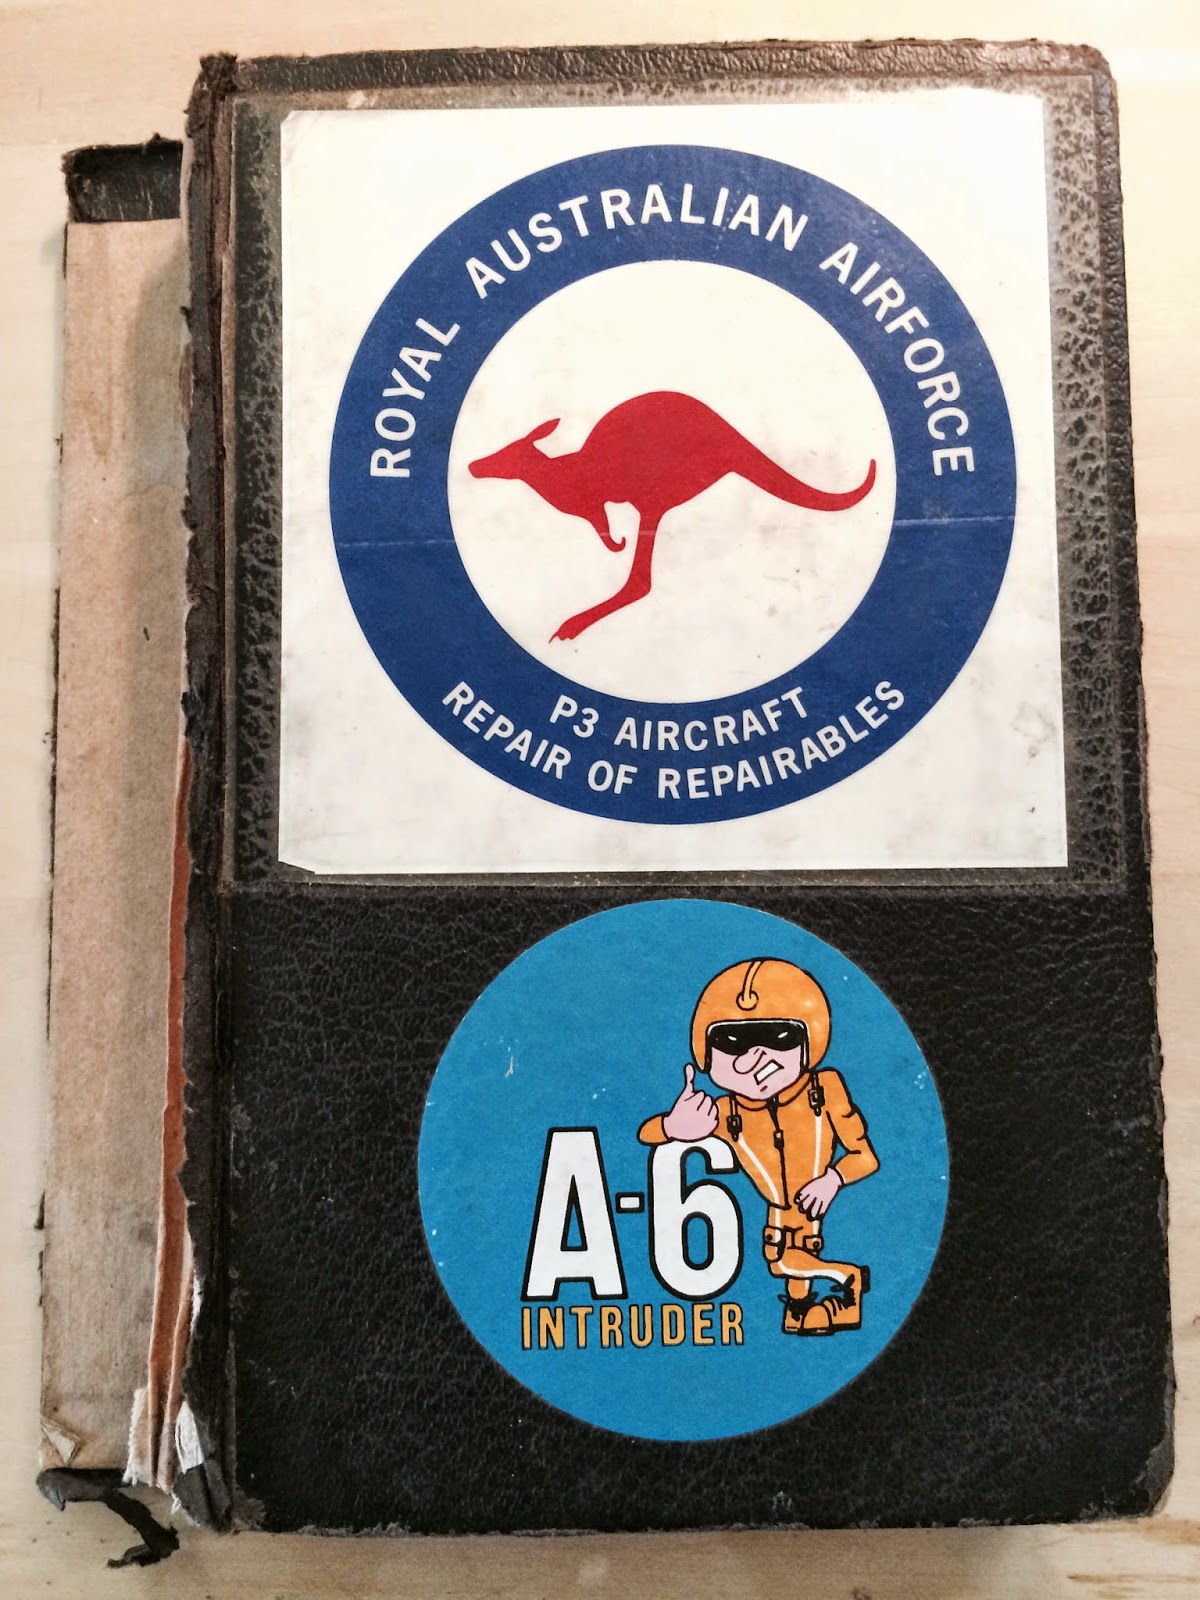 ROYAL AUSTRALIAN AIRFORCE
P3 AIRCRAFT
REPAIR OF REPAIRABLES
A-6
INTRUDER